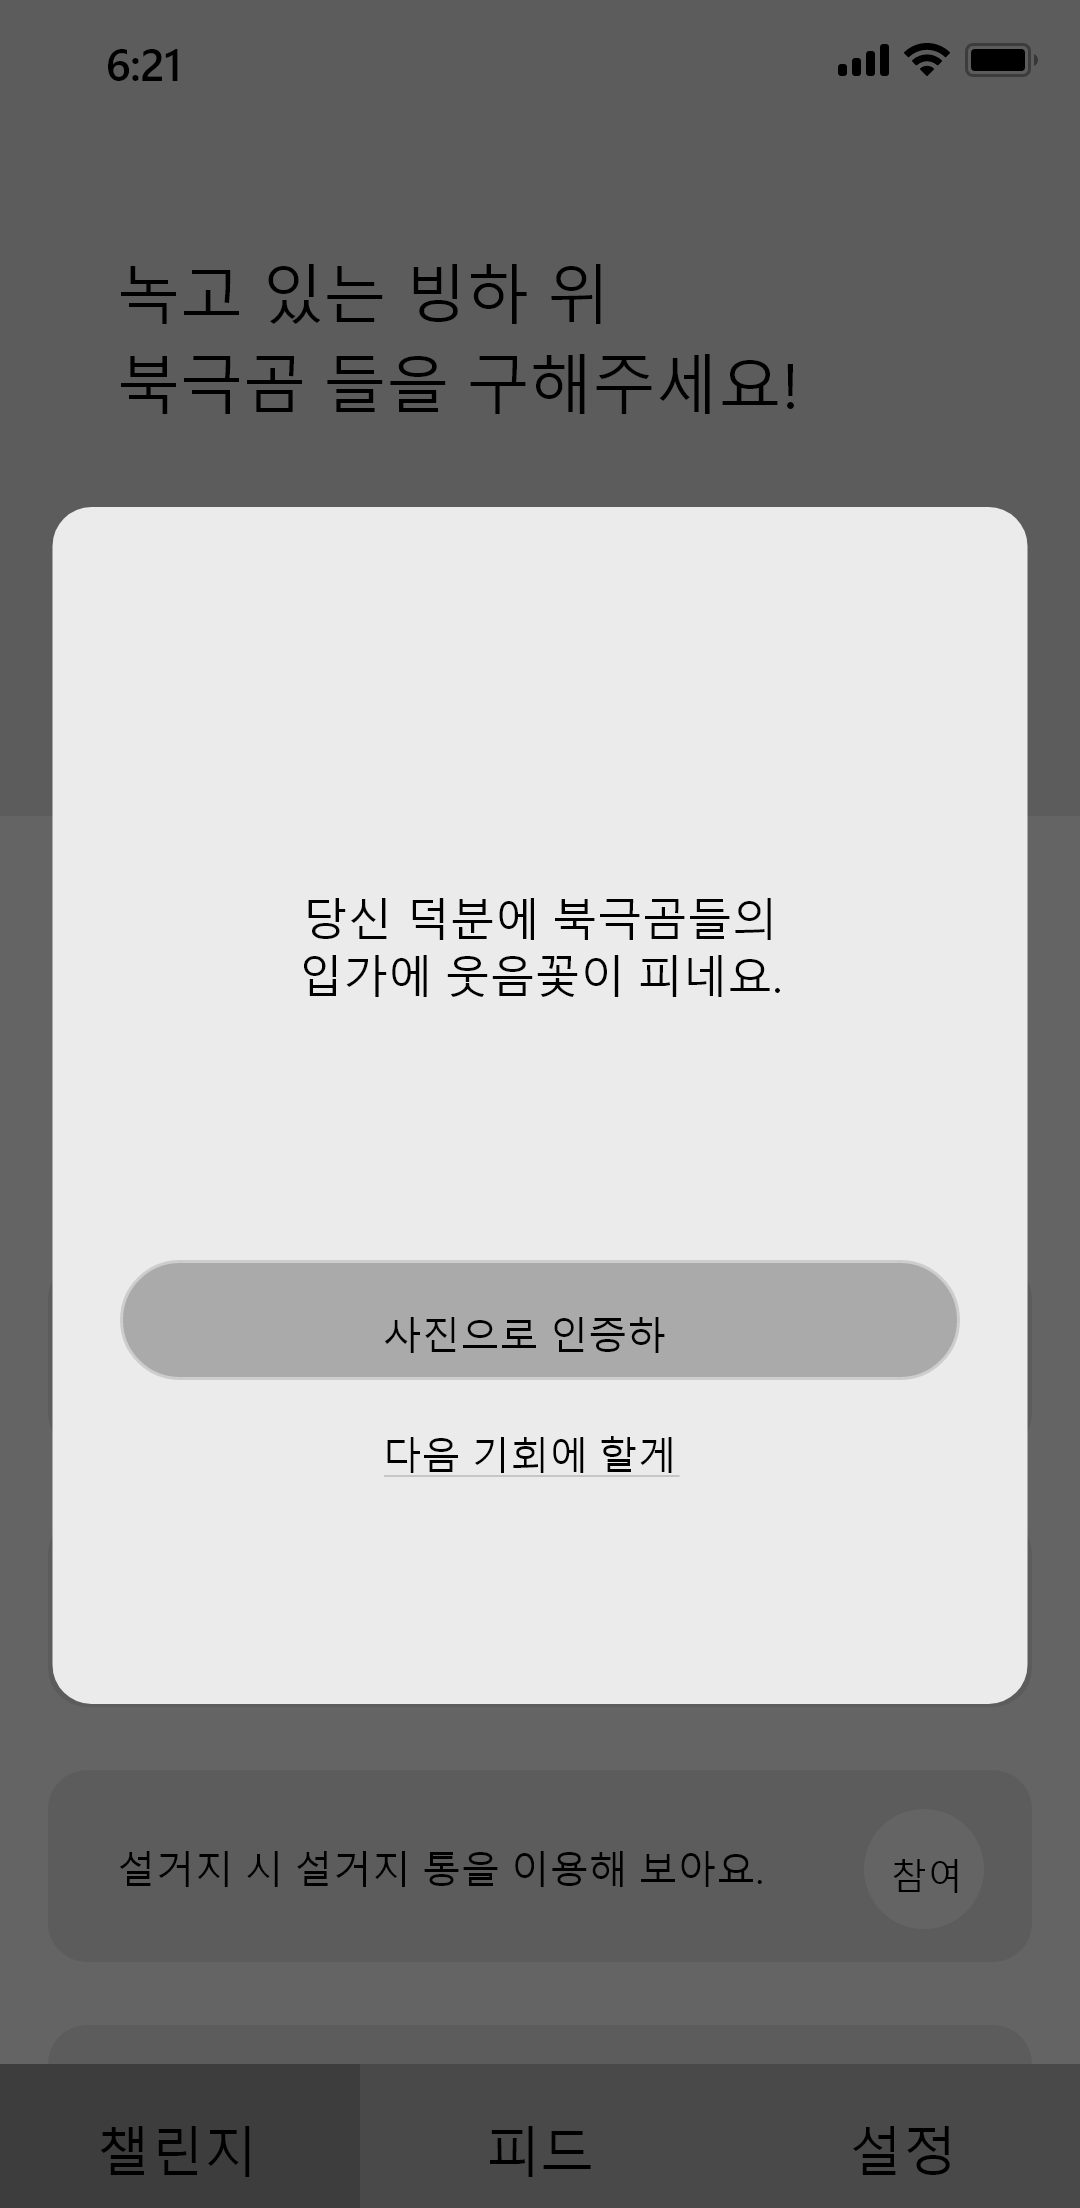 6:21
녹고 있는 빙하 위
북극곰 들을 구해주세요!
당신 덕분에 북극곰들의
입가에 웃음꽃이 피네요.
사진으로 인증하
다음 기회에 할게
설거지 시 설거지 통을 이용해 보아요.
참여
챌린지
피드
설정